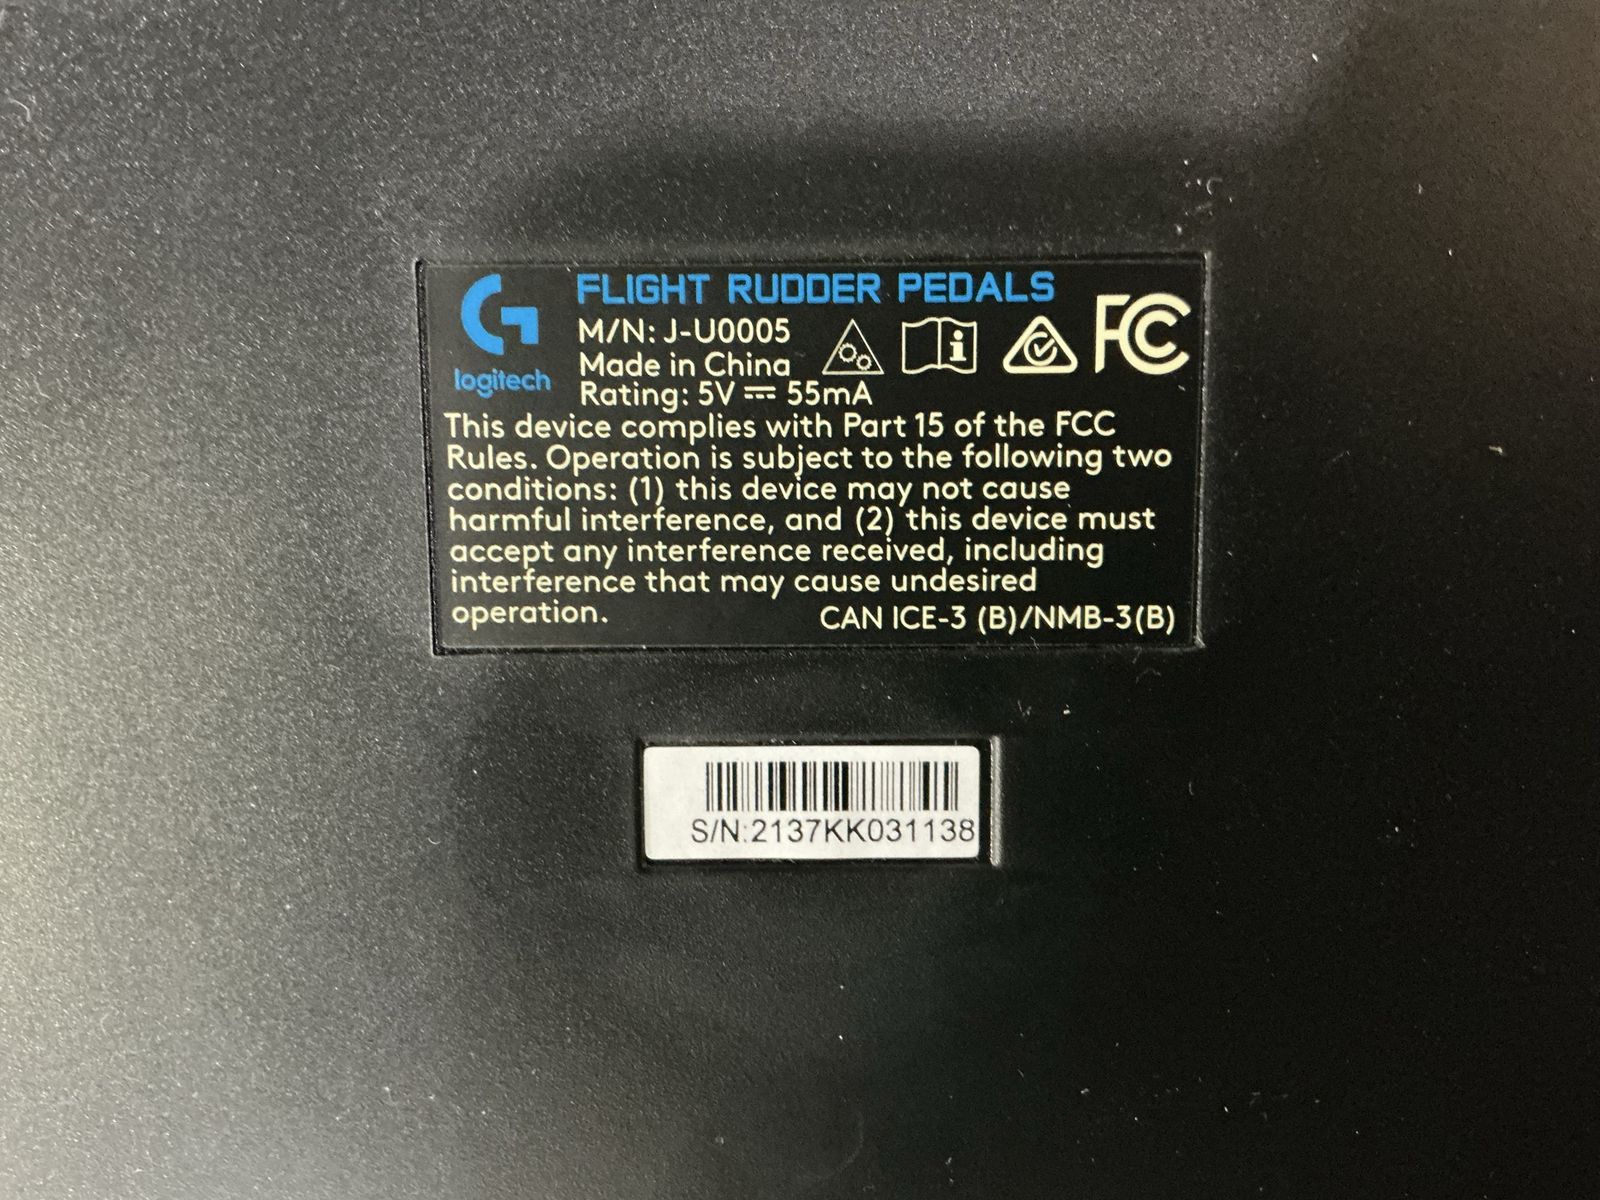 FLIGHT RUDDER PEDALS
logitech
M/N: J-U0005
Made in China
Rating: 5V ⎓ 55mA
FC
This device complies with Part 15 of the FCC
Rules. Operation is subject to the following two
conditions: (1) this device may not cause
harmful interference, and (2) this device must
accept any interference received, including
interference that may cause undesired
operation.
CAN ICE-3 (B)/NMB-3(B)
S/N:2137KK031138